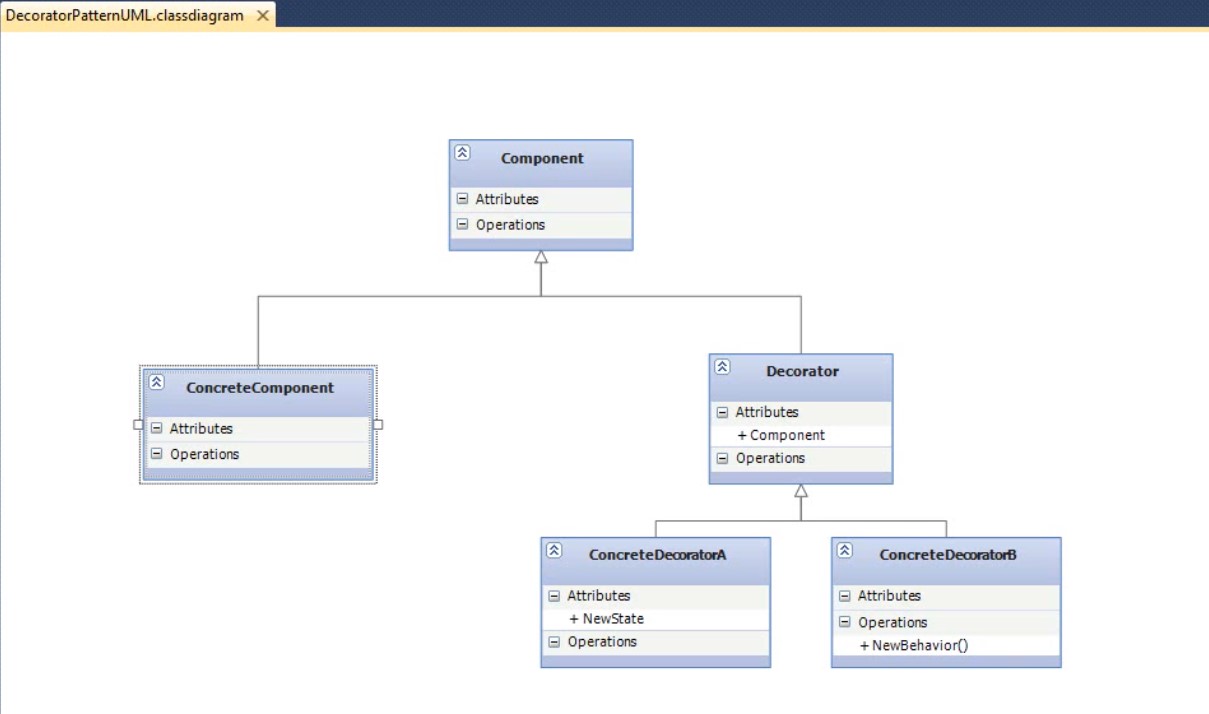 DecoratorPatternUML.classdiagram
Component
Attributes
Operations
ConcreteComponent
Attributes
Operations
Decorator
Attributes
+ Component
Operations
ConcreteDecoratorA
Attributes
+ NewState
Operations
ConcreteDecoratorB
Attributes
Operations
+ NewBehavior()